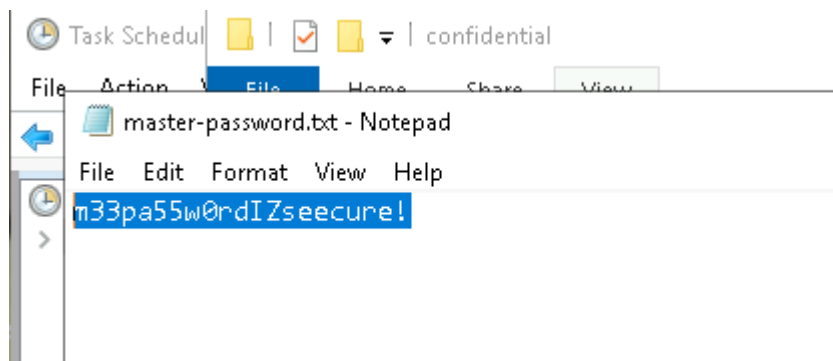 Task Schedul
confidential
File Action
File Home Share View
master-password.txt - Notepad
File Edit Format View Help
m33pa55w0rdIZseecure!